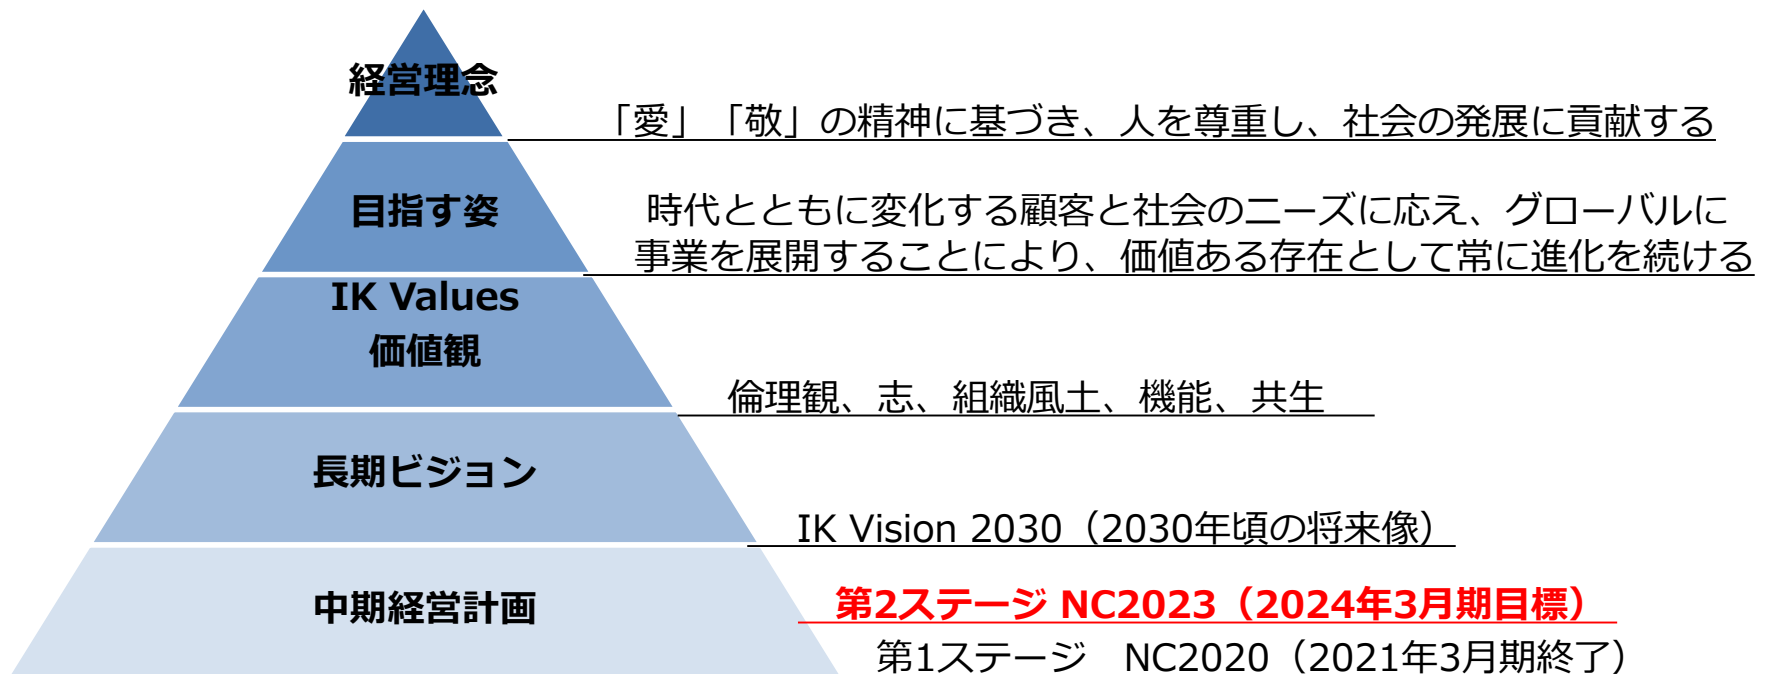 経営理念
「愛」「敬」の精神に基づき、人を尊重し、社会の発展に貢献する
目指す姿
時代とともに変化する顧客と社会のニーズに応え、グローバルに
事業を展開することにより、価値ある存在として常に進化を続ける
IK Values
価値観
倫理観、志、組織風土、機能、共生
長期ビジョン
IK Vision 2030（2030年頃の将来像）
中期経営計画
第2ステージ NC2023（2024年3月期目標）
第1ステージ　NC2020（2021年3月期終了）